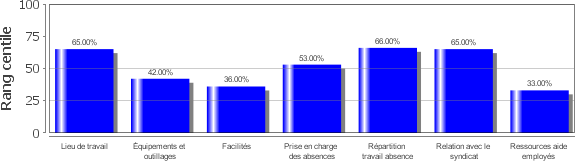 Rang centile
100
75
50
25
0
65.00%
42.00%
36.00%
53.00%
66.00%
65.00%
33.00%
Lieu de travail
Équipements et
outillages
Facilités
Prise en charge
des absences
Répartition
travail absence
Relation avec le
syndicat
Ressources aide
employés